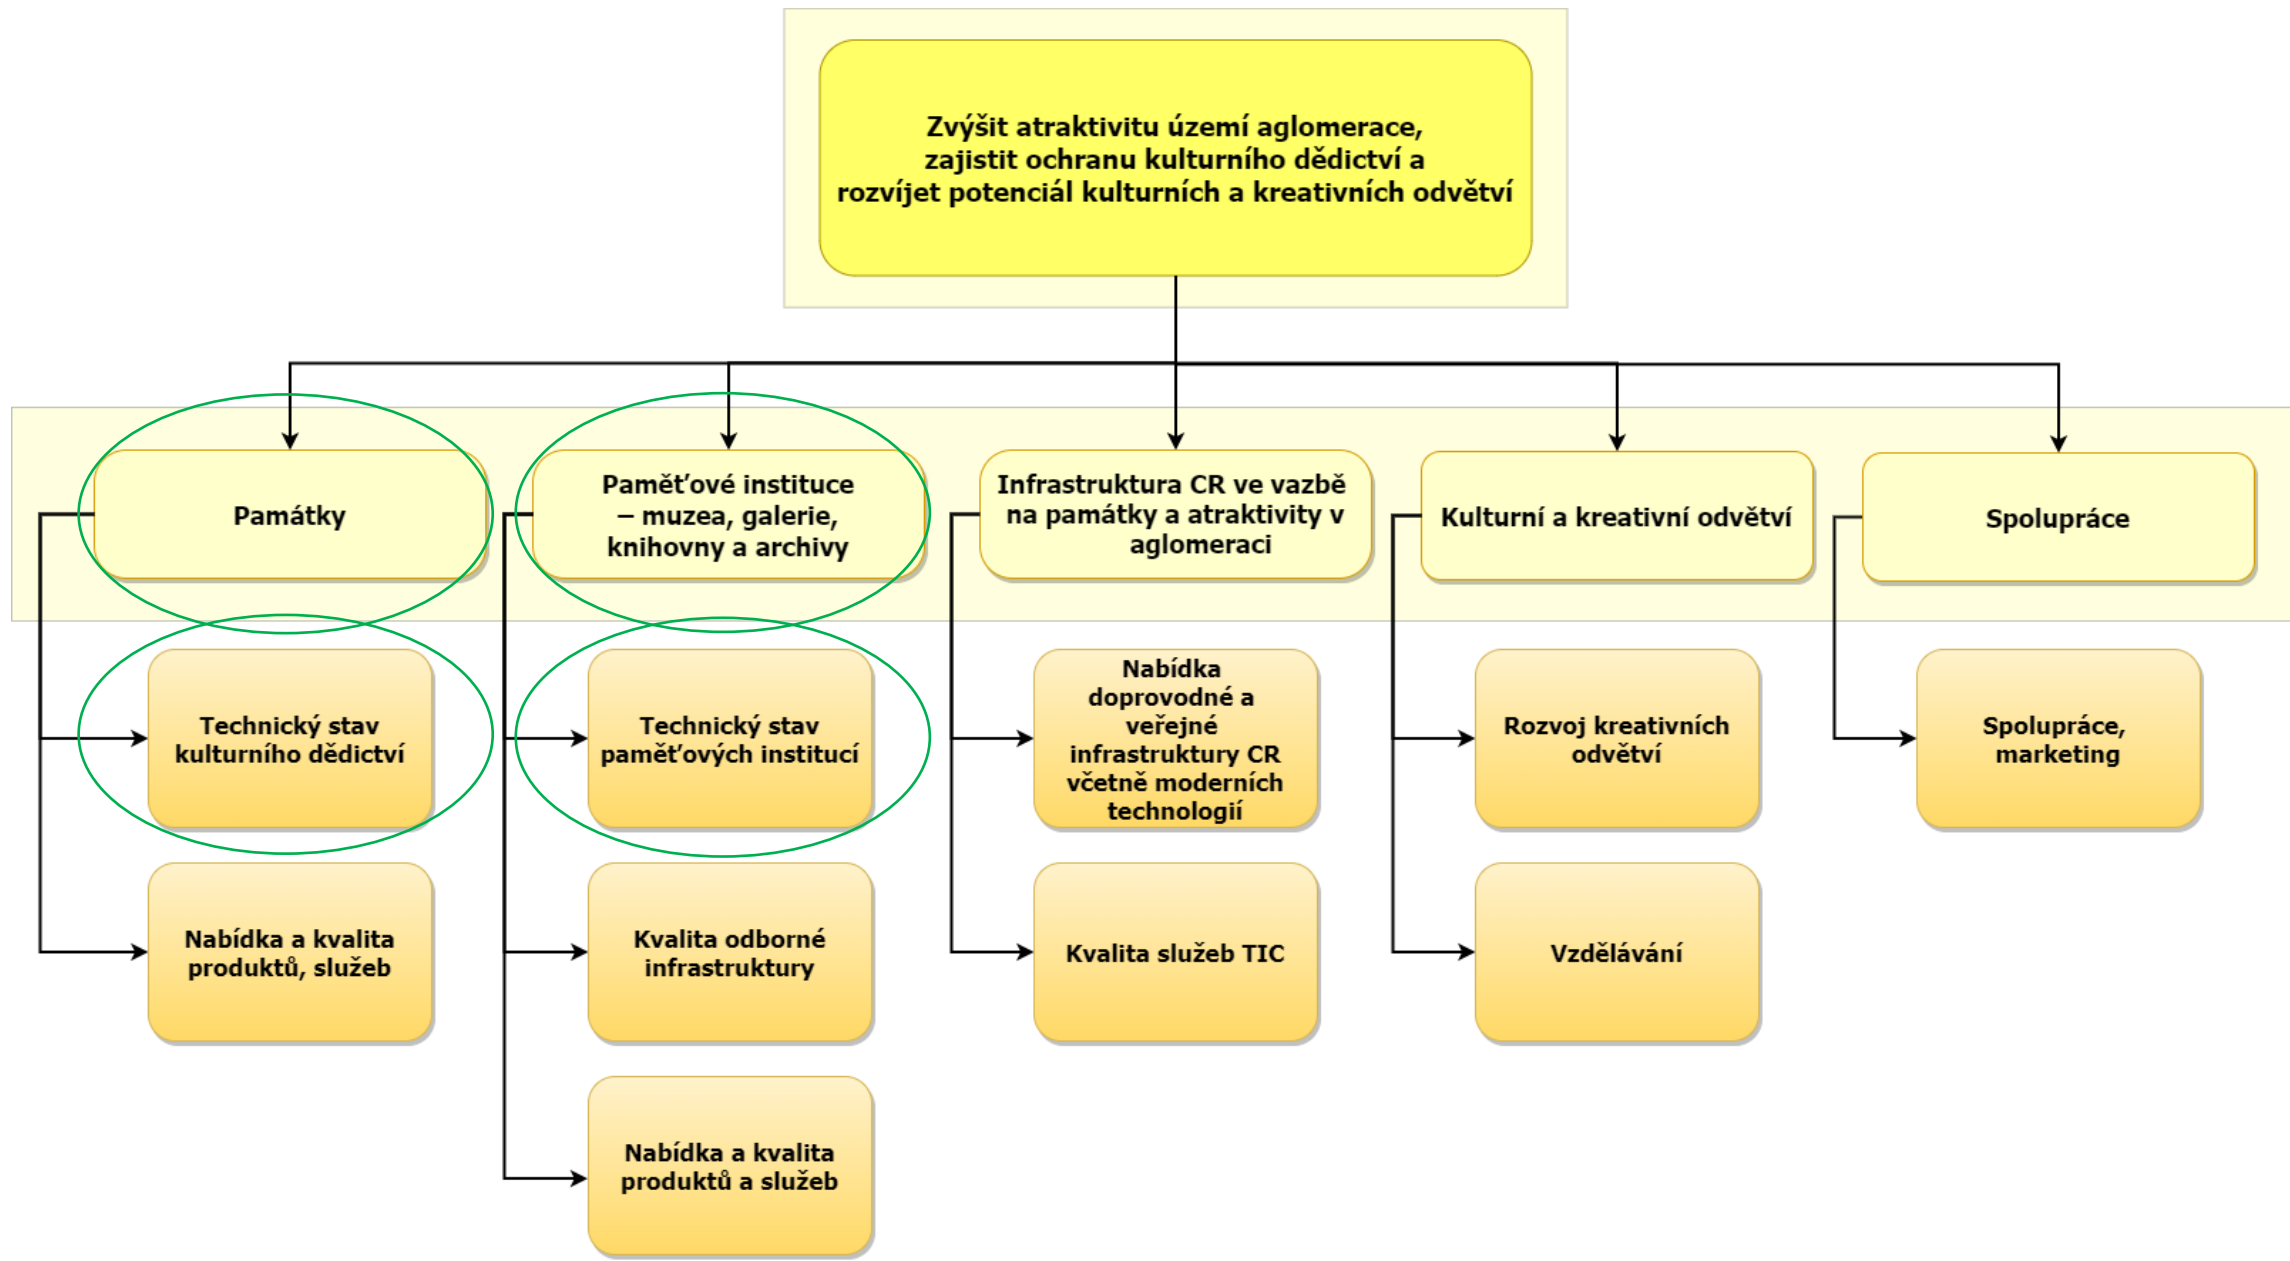 Zvýšit atraktivitu území aglomerace,
zajistit ochranu kulturního dědictví a
rozvíjet potenciál kulturních a kreativních odvětví
Památky
Paměťové instituce
– muzea, galerie,
knihovny a archivy
Infrastruktura CR ve vazbě
na památky a atraktivity v
aglomeraci
Kulturní a kreativní odvětví
Spolupráce
Technický stav
kulturního dědictví
Technický stav
paměťových institucí
Nabídka
doprovodné a
veřejné
infrastruktury CR
včetně moderních
technologií
Rozvoj kreativních
odvětví
Spolupráce,
marketing
Nabídka a kvalita
produktů, služeb
Kvalita odborné
infrastruktury
Kvalita služeb TIC
Vzdělávání
Nabídka a kvalita
produktů a služeb